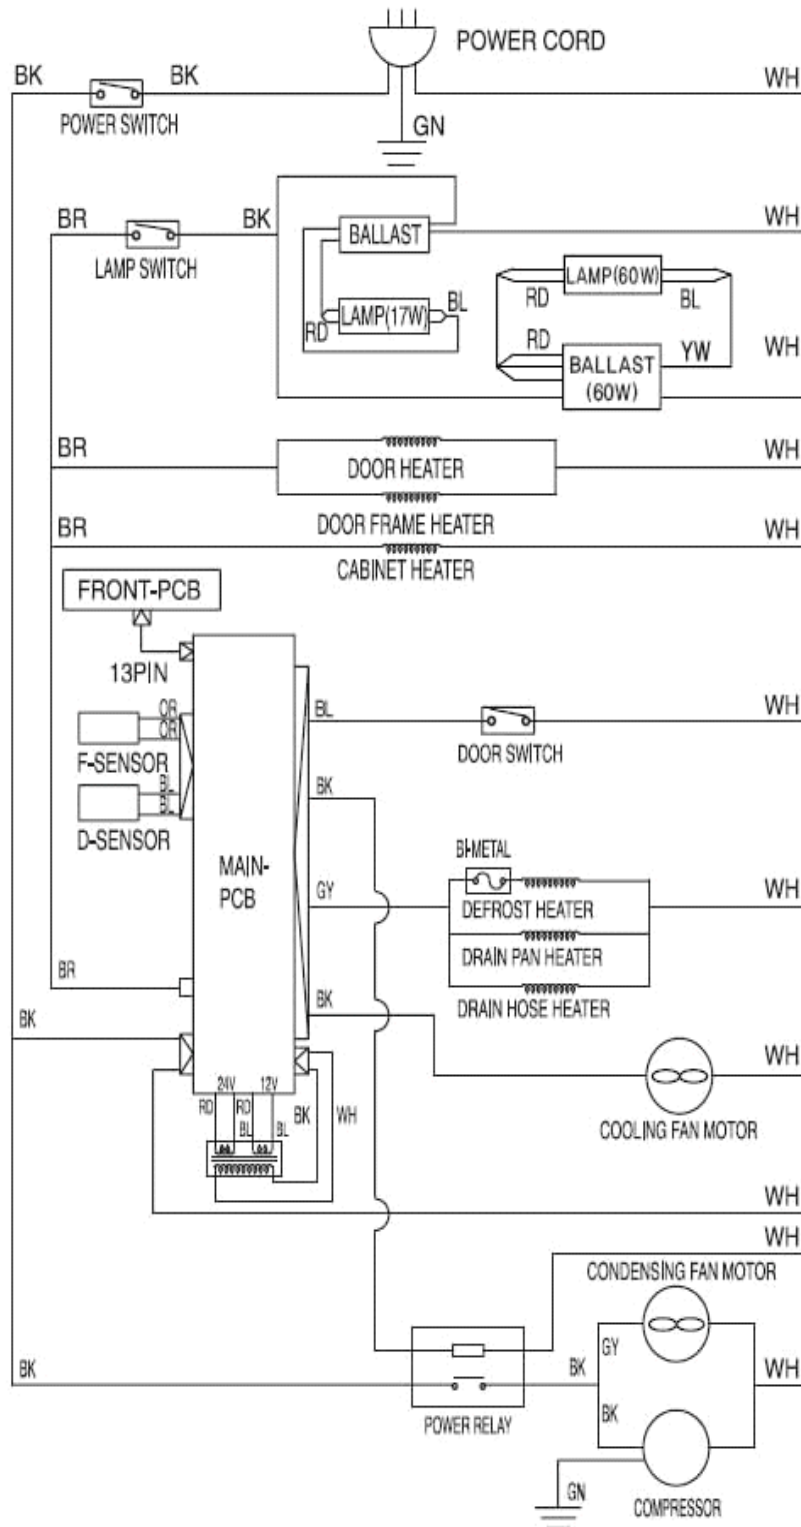 POWER CORD
BK
BK
WH
POWER SWITCH
GN
BR
BK
WH
BALLAST
LAMP SWITCH
LAMP(60W)
RD
BL
BL
LAMP(17W)
RD
RD
YW
WH
BALLAST
(60W)
BR
WH
DOOR HEATER
BR
DOOR FRAME HEATER
WH
CABINET HEATER
FRONT-PCB
13PIN
OR
OR
BL
WH
F-SENSOR
DOOR SWITCH
BL
BL
BK
D-SENSOR
MAIN-
PCB
BI-METAL
GY
WH
DEFROST HEATER
DRAIN PAN HEATER
BR
BK
DRAIN HOSE HEATER
BK
WH
24V
12V
RD
RD
BL
BL
BK
WH
COOLING FAN MOTOR
WH
WH
CONDENSING FAN MOTOR
GY
BK
BK
WH
BK
POWER RELAY
GN
COMPRESSOR